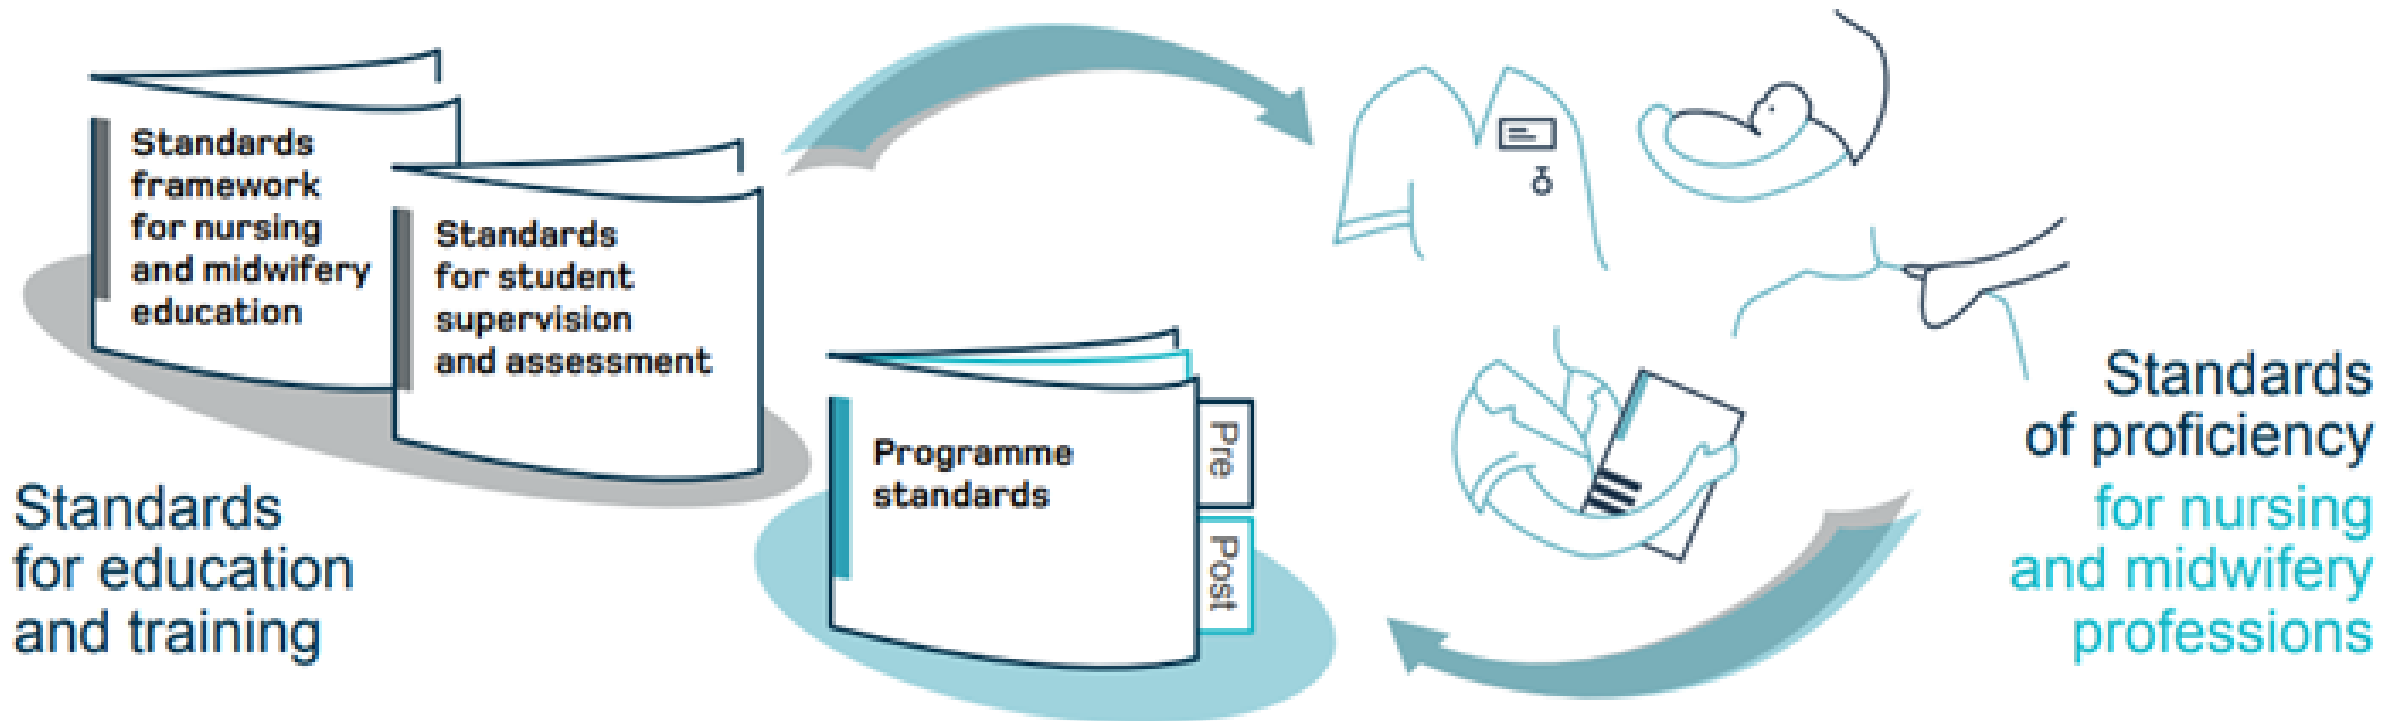 Standards
framework
for nursing
and midwifery
education
Standards
for student
supervision
and assessment
Programme
standards
Pre
Post
Standards
for education
and training
Standards
of proficiency
for nursing
and midwifery
professions